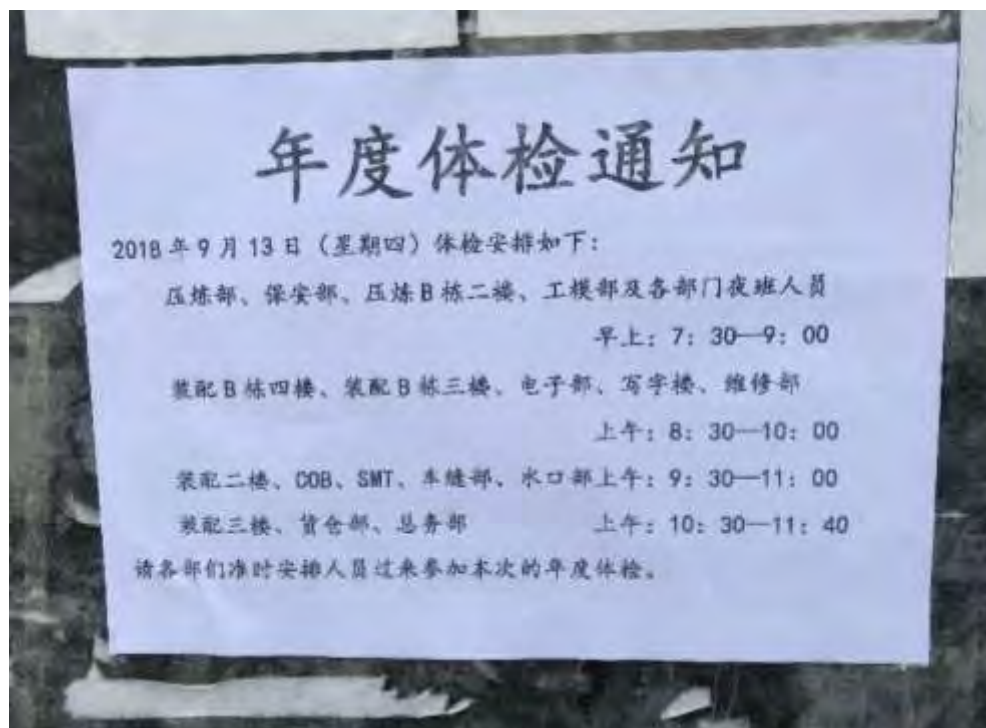 年度体检通知
2018年9月13日（星期四）体检安排如下：
压炼部、保安部、压炼B栋二楼、工模部及各部门夜班人员
早上：7：30—9：00
装配B栋四楼、装配B栋三楼、电子部、写字楼、维修部
上午：8：30—10：00
装配二楼、COB、SMT、车缝部、水口部上午：9：30—11：00
装配三楼、货仓部、总务部 上午：10：30—11：40
请各部们准时安排人员过来参加本次的年度体检。